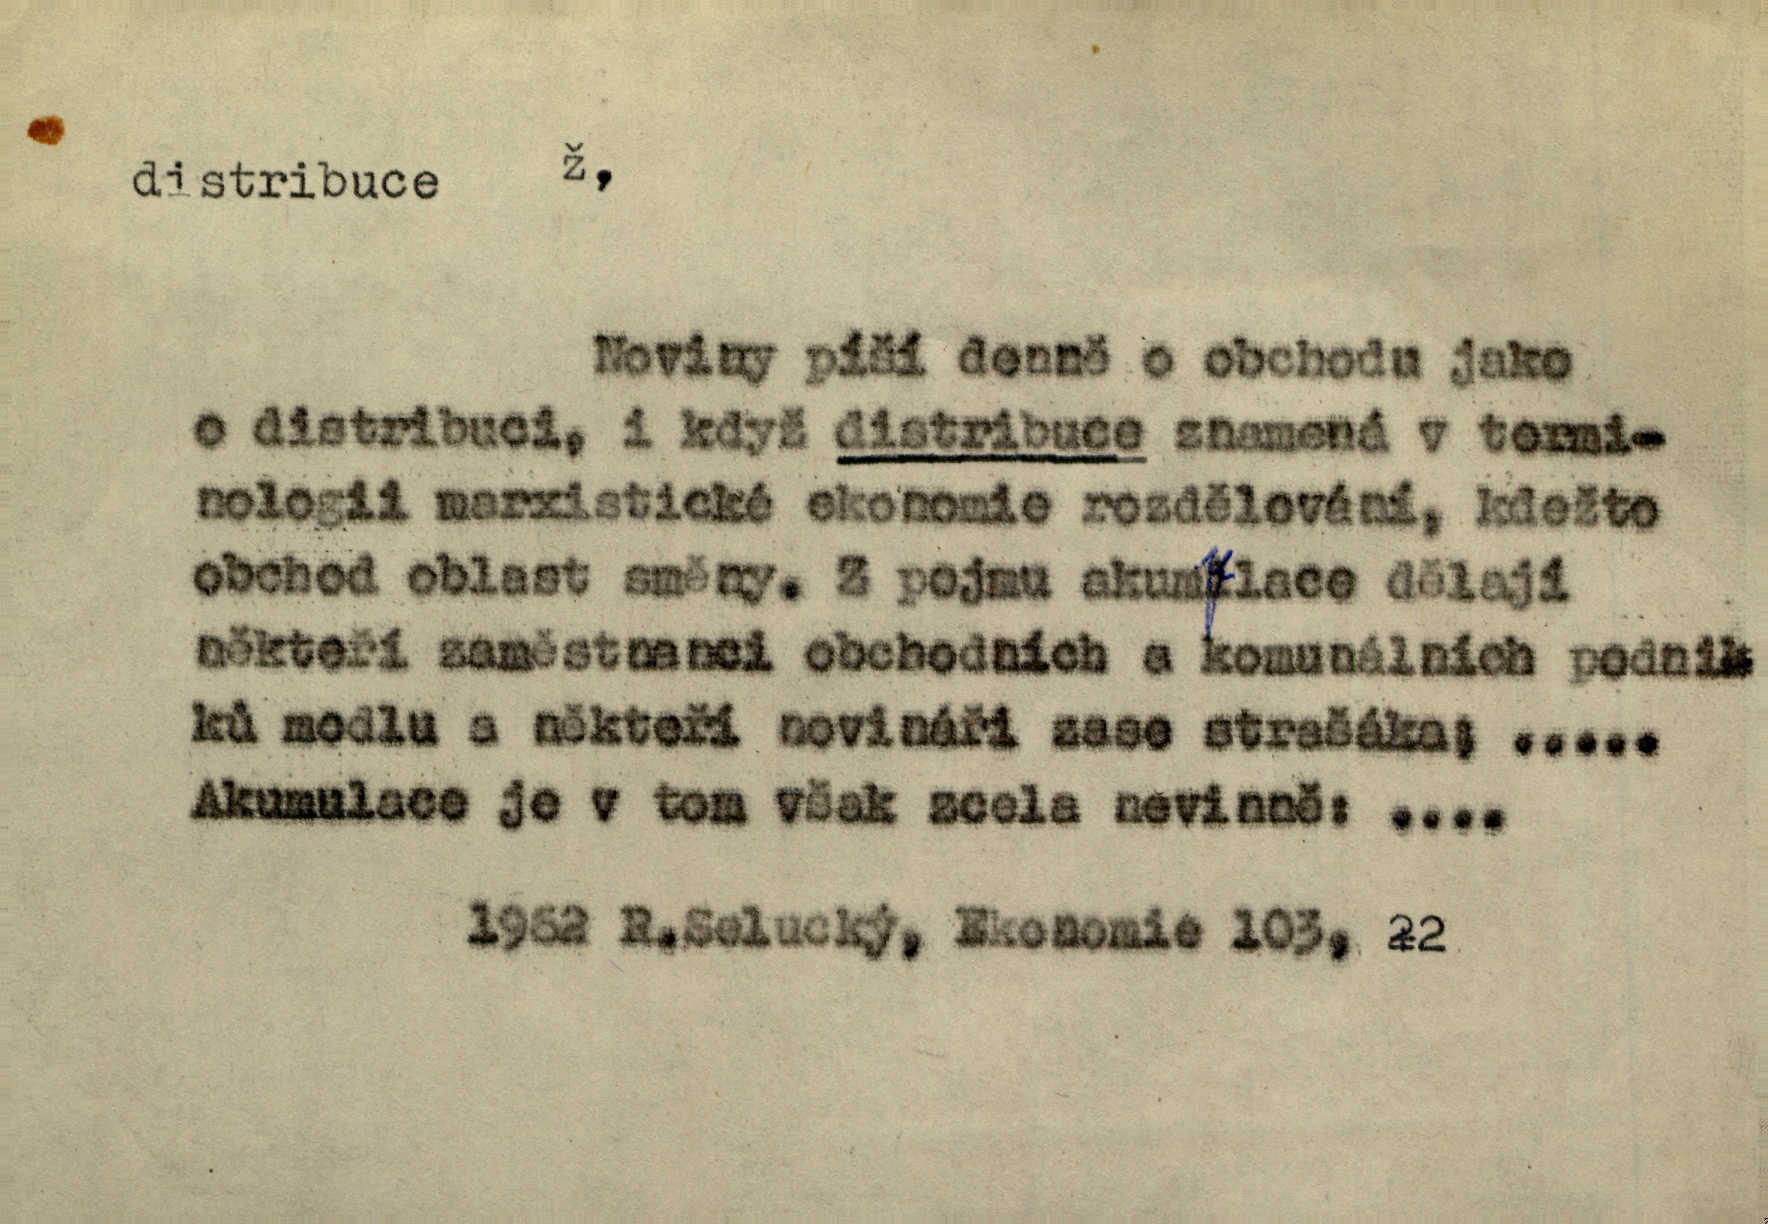 distribuce ž,
Noviny píší denně o obchodu jako
o distribuci, i když distribuce znamená v termi-
nologii marxistické ekonomie rozdělování, kdežto
obchod oblast směny. Z pojmu akumulace dělají
někteří zaměstnanci obchodních a komunálních podnik
ků modlu a někteří novináři zase strašáka; .....
Akumulace je v tom však zcela nevinně: ....
1962 R.Selucký, Ekonomie 103, 22